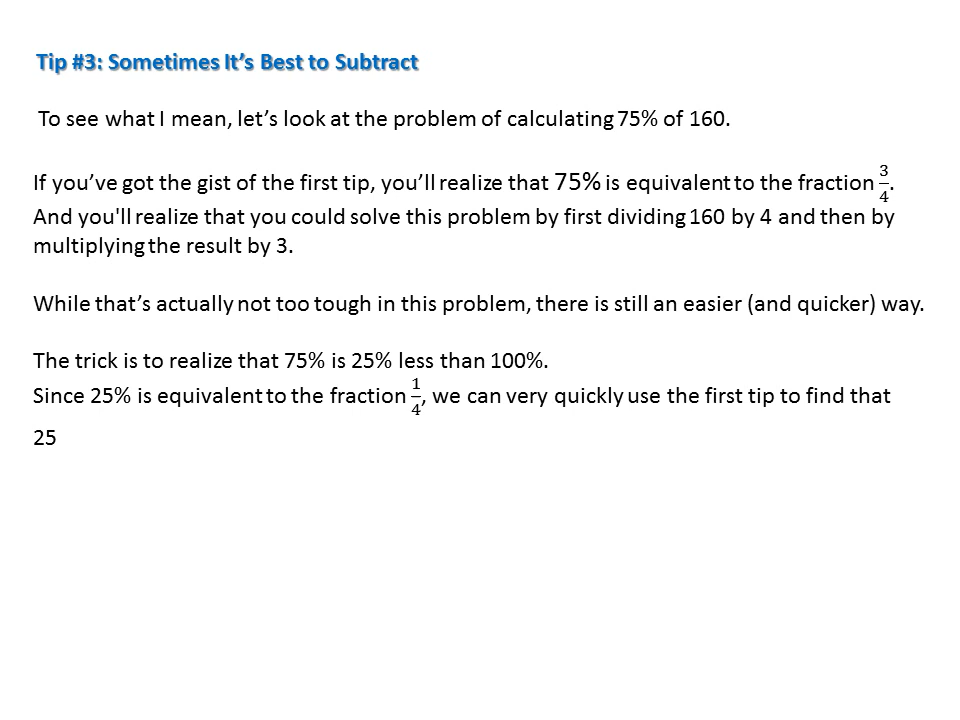 Tip #3: Sometimes It’s Best to Subtract
To see what I mean, let’s look at the problem of calculating 75% of 160.
If you’ve got the gist of the first tip, you’ll realize that 75% is equivalent to the fraction 3/4.
And you'll realize that you could solve this problem by first dividing 160 by 4 and then by
multiplying the result by 3.
While that’s actually not too tough in this problem, there is still an easier (and quicker) way.
The trick is to realize that 75% is 25% less than 100%.
Since 25% is equivalent to the fraction 1/4, we can very quickly use the first tip to find that
25